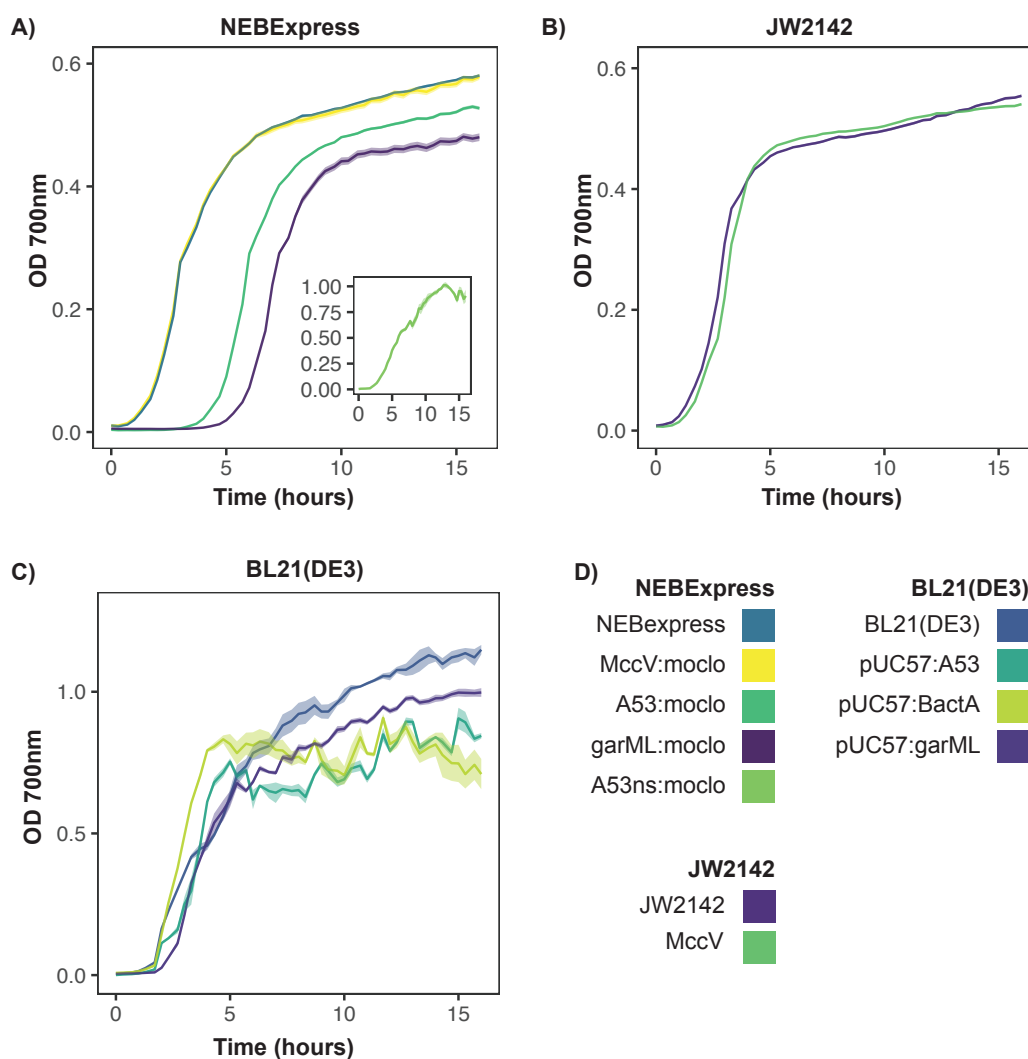 A)
NEBExpress
OD 700nm
0.6
0.4
0.2
0.0
1.00
0.75
0.50
0.25
0.00
0 5 10 15
0 5 10 15
Time (hours)
B)
JW2142
OD 700nm
0.6
0.4
0.2
0.0
0 5 10 15
Time (hours)
C)
BL21(DE3)
OD 700nm
1.0
0.5
0.0
0 5 10 15
Time (hours)
D)
NEBExpress
NEBexpress
MccV:moclo
A53:moclo
garML:moclo
A53ns:moclo
BL21(DE3)
BL21(DE3)
pUC57:A53
pUC57:BactA
pUC57:garML
JW2142
JW2142
MccV